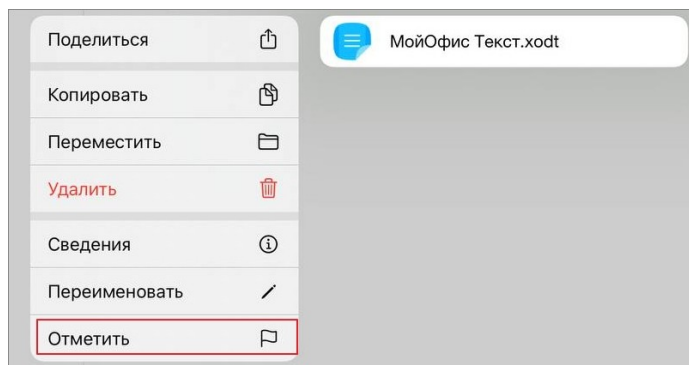 Поделиться
МойОфис Текст.xodt
Копировать
Переместить
Удалить
Сведения
Переименовать
Отметить